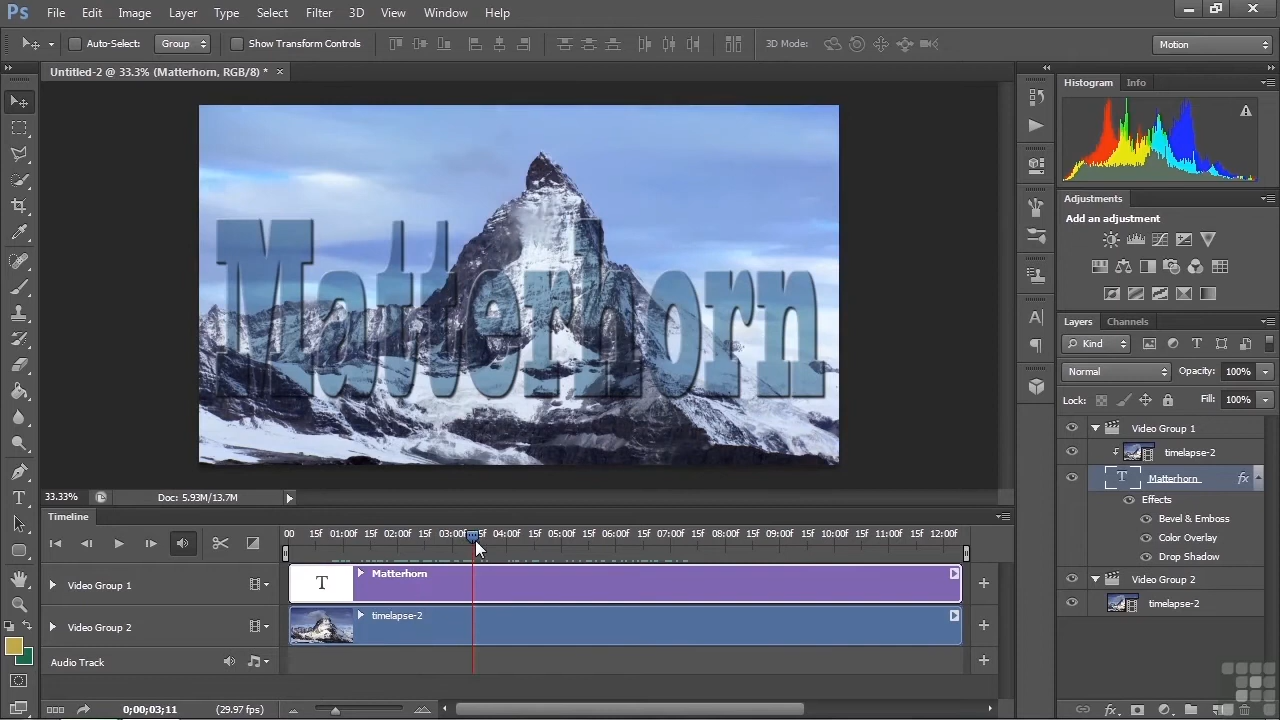 Ps File Edit Image Layer Type Select Filter 3D View Window Help
Auto-Select: Group Show Transform Controls 3D Mode: Motion
Untitled-2 @ 33.3% (Matterhorn, RGB/8) * ×
Histogram Info
Adjustments
Add an adjustment
Matterhorn
Layers Channels
Kind
Normal Opacity: 100%
Lock: Fill: 100%
Video Group 1
timelapse-2
Matterhorn fx
Effects
Bevel & Emboss
Color Overlay
Drop Shadow
Video Group 2
timelapse-2
33.33% Doc: 5.93M/13.7M
Timeline
00 15f 01:00f 15f 02:00f 15f 03:00f 15f 04:00f 15f 05:00f 15f 06:00f 15f 07:00f 15f 08:00f 15f 09:00f 15f 10:00f 15f 11:00f 15f 12:00f
Video Group 1 T Matterhorn
Video Group 2 timelapse-2
Audio Track
0;00;03;11 (29.97 fps)
fx